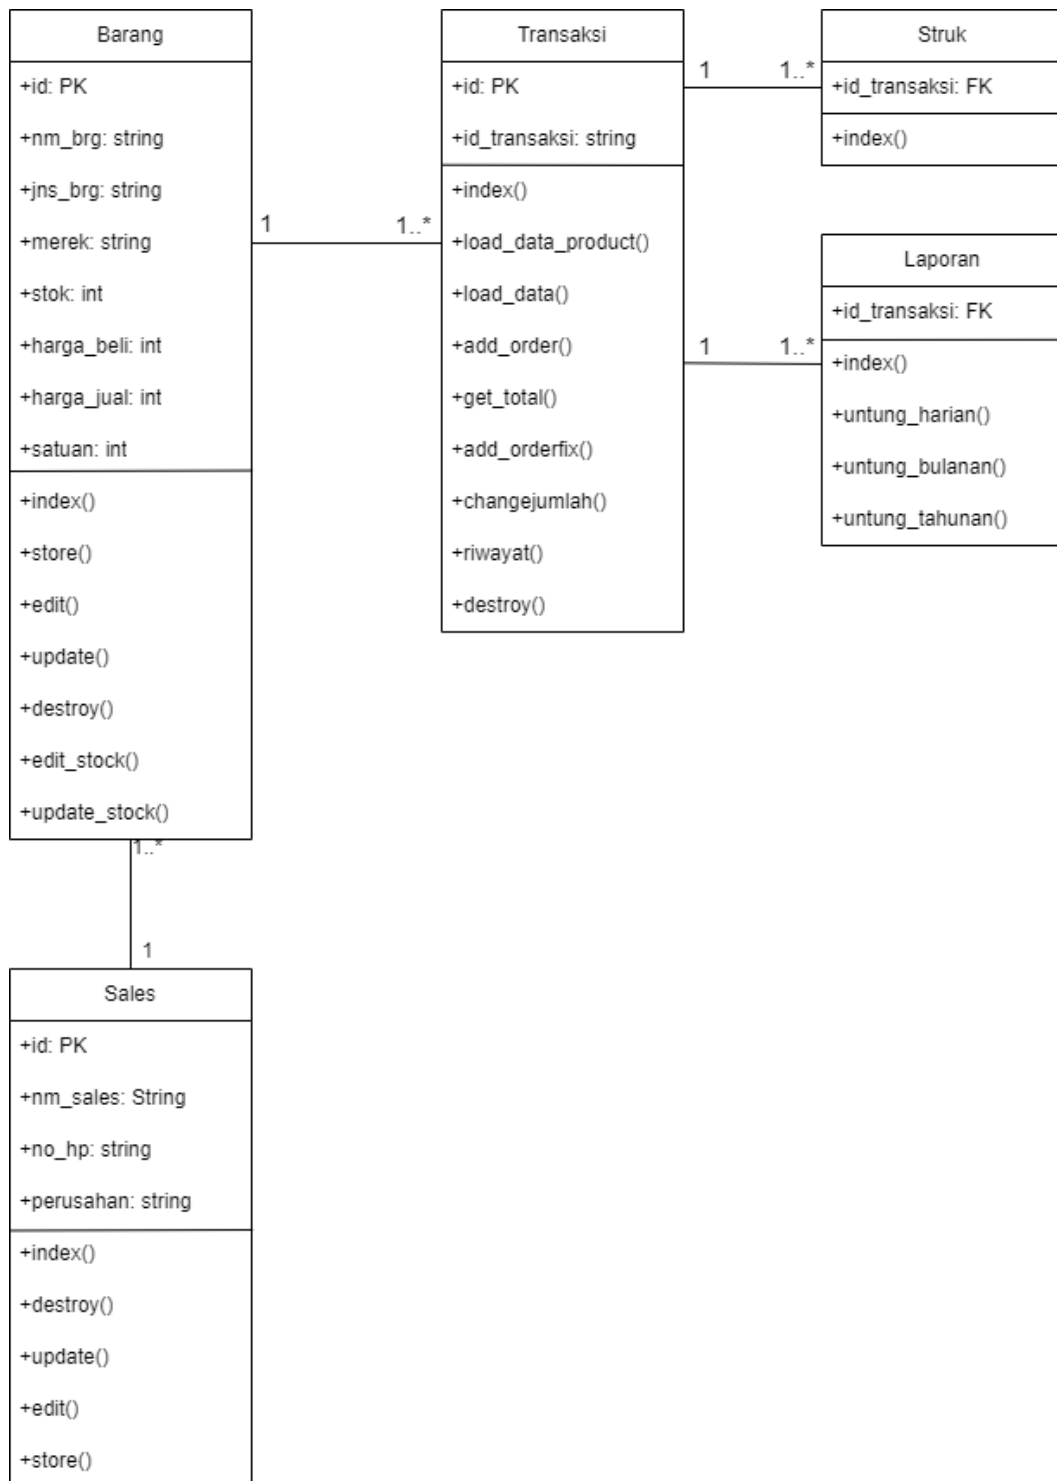 Barang
+id: PK
+nm_brg: string
+jns_brg: string
+merek: string
+stok: int
+harga_beli: int
+harga_jual: int
+satuan: int
+index()
+store()
+edit()
+update()
+destroy()
+edit_stock()
+update_stock()
1
1..*
Transaksi
+id: PK
+id_transaksi: string
+index()
+load_data_product()
+load_data()
+add_order()
+get_total()
+add_orderfix()
+changejumlah()
+riwayat()
+destroy()
1
1..*
Struk
+id_transaksi: FK
+index()
1
1..*
Laporan
+id_transaksi: FK
+index()
+untung_harian()
+untung_bulanan()
+untung_tahunan()
1..*
1
Sales
+id: PK
+nm_sales: String
+no_hp: string
+perusahan: string
+index()
+destroy()
+update()
+edit()
+store()